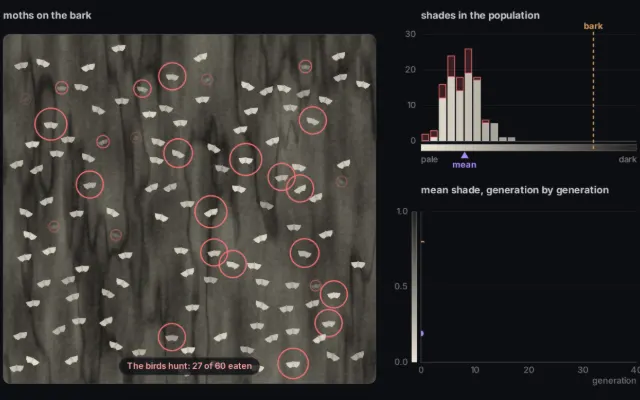 moths on the bark
The birds hunt: 27 of 60 eaten
shades in the population
bark
30
20
10
0
pale
dark
mean
mean shade, generation by generation
1.0
0.5
0.0
0
10
20
30
40
generation